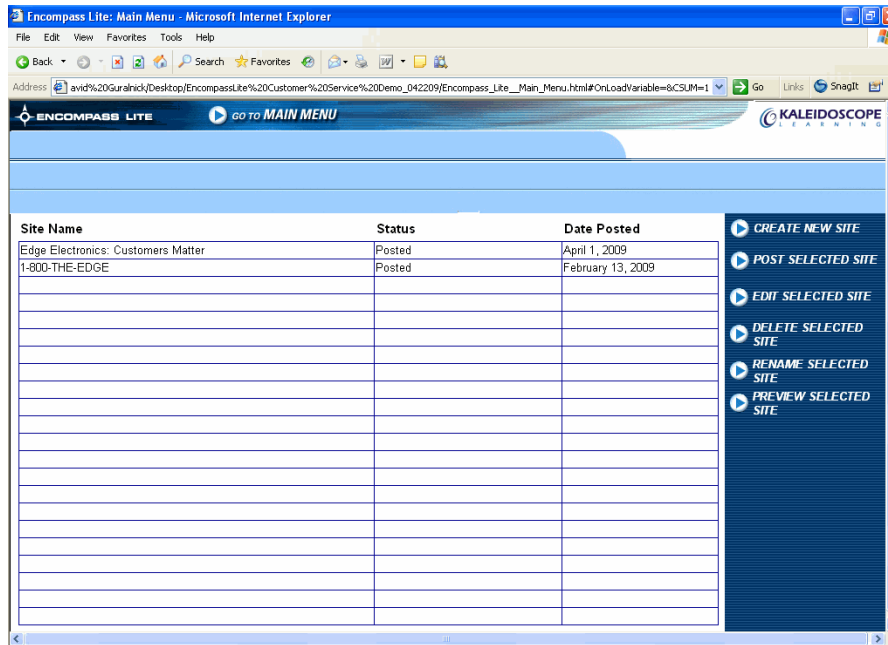 Encompass Lite: Main Menu - Microsoft Internet Explorer
File Edit View Favorites Tools Help
Back Search Favorites
Address avid%20Guralnick/Desktop/EncompassLite%20Customer%20Service%20Demo_042209/Encompass_Lite__Main_Menu.html#OnLoadVariable=&CSUM=1 Go Links SnagIt
ENCOMPASS LITE GO TO MAIN MENU KALEIDOSCOPE
LEARNING
Site Name Status Date Posted
Edge Electronics: Customers Matter Posted April 1, 2009
1-800-THE-EDGE Posted February 13, 2009
CREATE NEW SITE
POST SELECTED SITE
EDIT SELECTED SITE
DELETE SELECTED
SITE
RENAME SELECTED
SITE
PREVIEW SELECTED
SITE